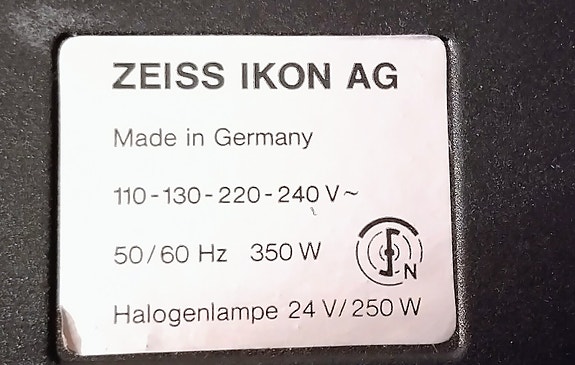 ZEISS IKON AG
Made in Germany
110-130-220-240 V~
50/60 Hz 350 W
N
Halogenlampe 24 V/250 W